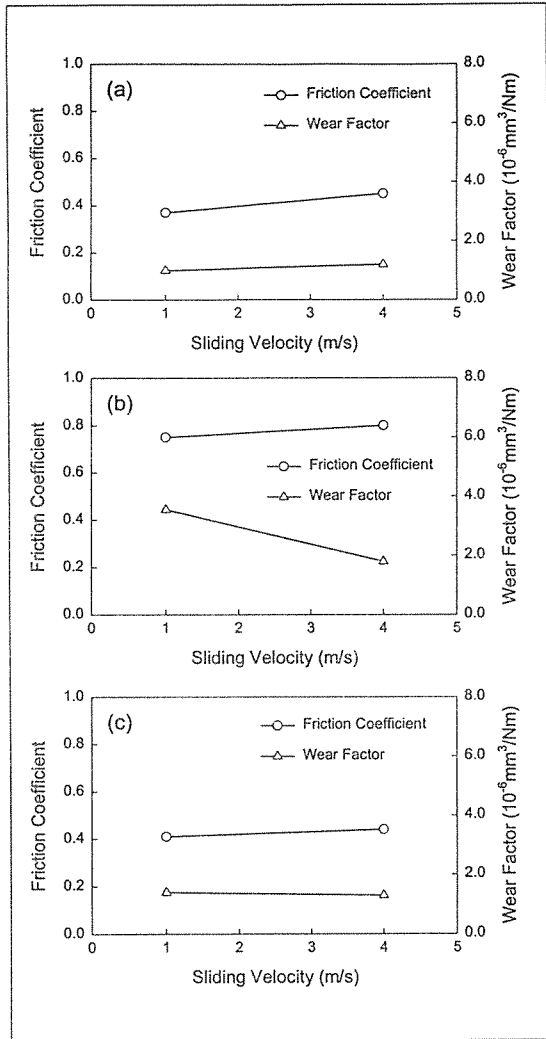 (a)
Friction Coefficient
Wear Factor
1.0
0.8
0.6
0.4
0.2
0.0
8.0
6.0
4.0
2.0
0.0
0 1 2 3 4 5
Friction Coefficient
Wear Factor (10⁻⁶mm³/Nm)
Sliding Velocity (m/s)
(b)
Friction Coefficient
Wear Factor
1.0
0.8
0.6
0.4
0.2
0.0
8.0
6.0
4.0
2.0
0.0
0 1 2 3 4 5
Friction Coefficient
Wear Factor (10⁻⁶mm³/Nm)
Sliding Velocity (m/s)
(c)
Friction Coefficient
Wear Factor
1.0
0.8
0.6
0.4
0.2
0.0
8.0
6.0
4.0
2.0
0.0
0 1 2 3 4 5
Friction Coefficient
Wear Factor (10⁻⁶mm³/Nm)
Sliding Velocity (m/s)